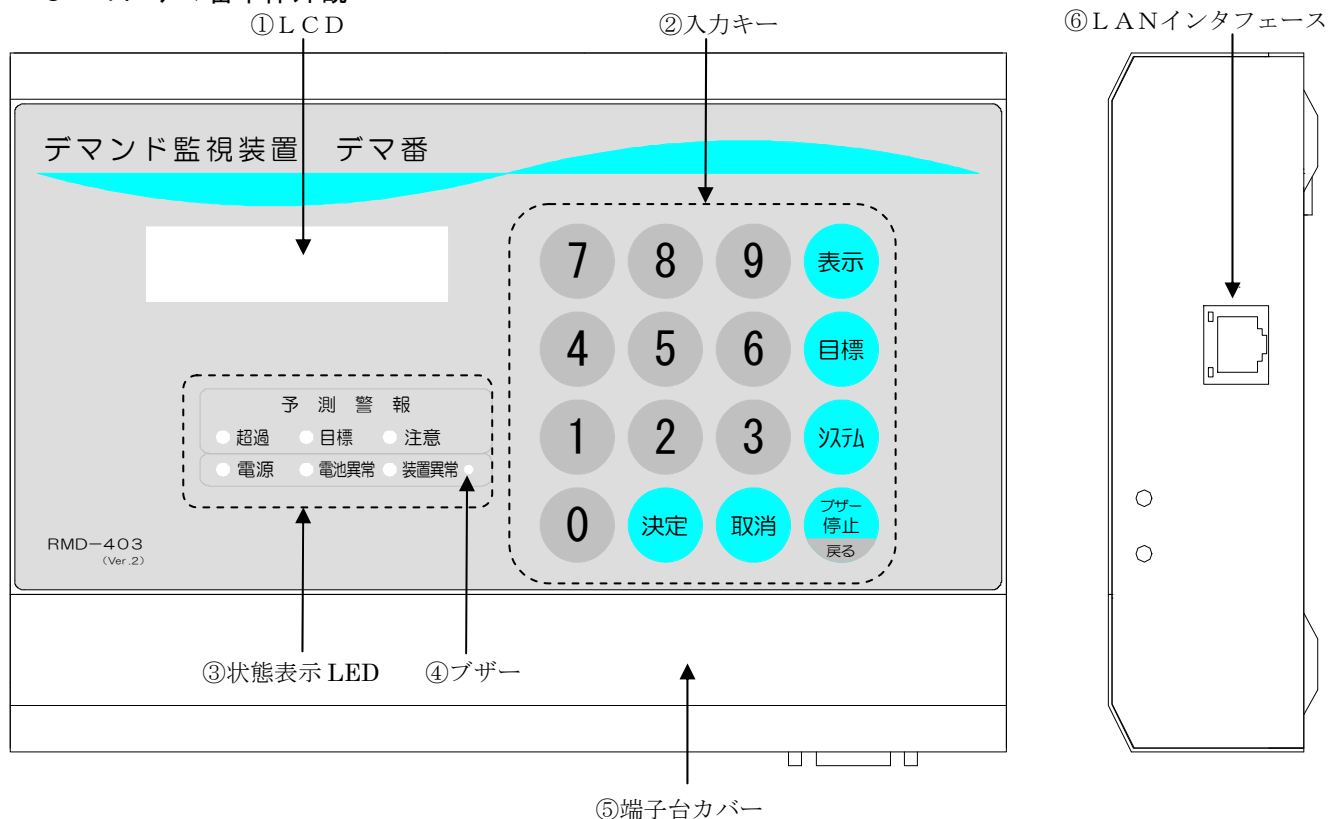 ①ＬＣＤ
②入力キー
⑥ＬＡＮインタフェース
デマンド監視装置　デマ番
7 8 9 表示
4 5 6 目標
1 2 3 ｼｽﾃﾑ
0 決定 取消 ブザー
停止
戻る
予 測 警 報
超過 目標 注意
電源 電池異常 装置異常
RMD-403
(Ver.2)
③状態表示 LED
④ブザー
⑤端子台カバー